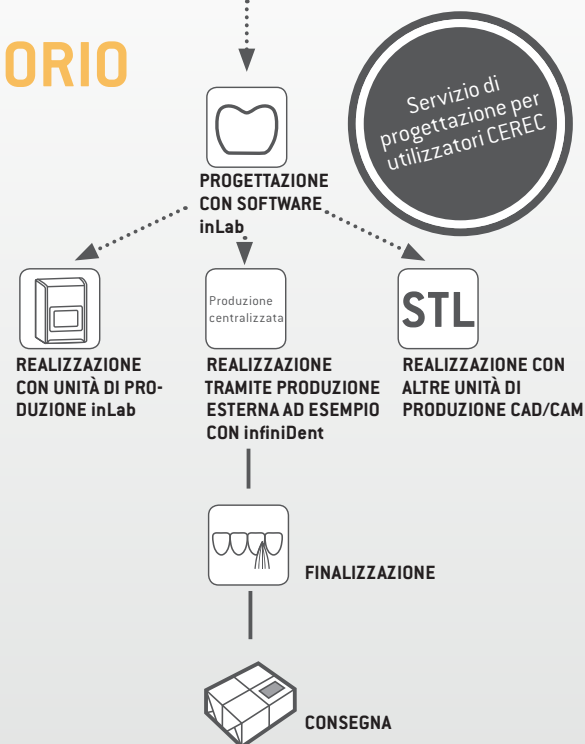 ORIO
Servizio di
progettazione per
utilizzatori CEREC
PROGETTAZIONE
CON SOFTWARE
inLab
Produzione
centralizzata
STL
REALIZZAZIONE
CON UNITÀ DI PRO-
DUZIONE inLab
REALIZZAZIONE
TRAMITE PRODUZIONE
ESTERNA AD ESEMPIO
CON infiniDent
REALIZZAZIONE CON
ALTRE UNITÀ DI
PRODUZIONE CAD/CAM
FINALIZZAZIONE
CONSEGNA